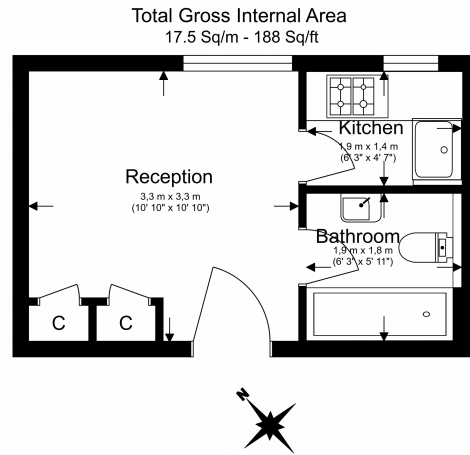 Total Gross Internal Area
17.5 Sq/m - 188 Sq/ft
Kitchen
1,9 m x 1,4 m
(6' 3" x 4' 7")
Reception
3,3 m x 3,3 m
(10' 10" x 10' 10")
Bathroom
1,9 m x 1,8 m
(6' 3" x 5' 11")
C
C
N